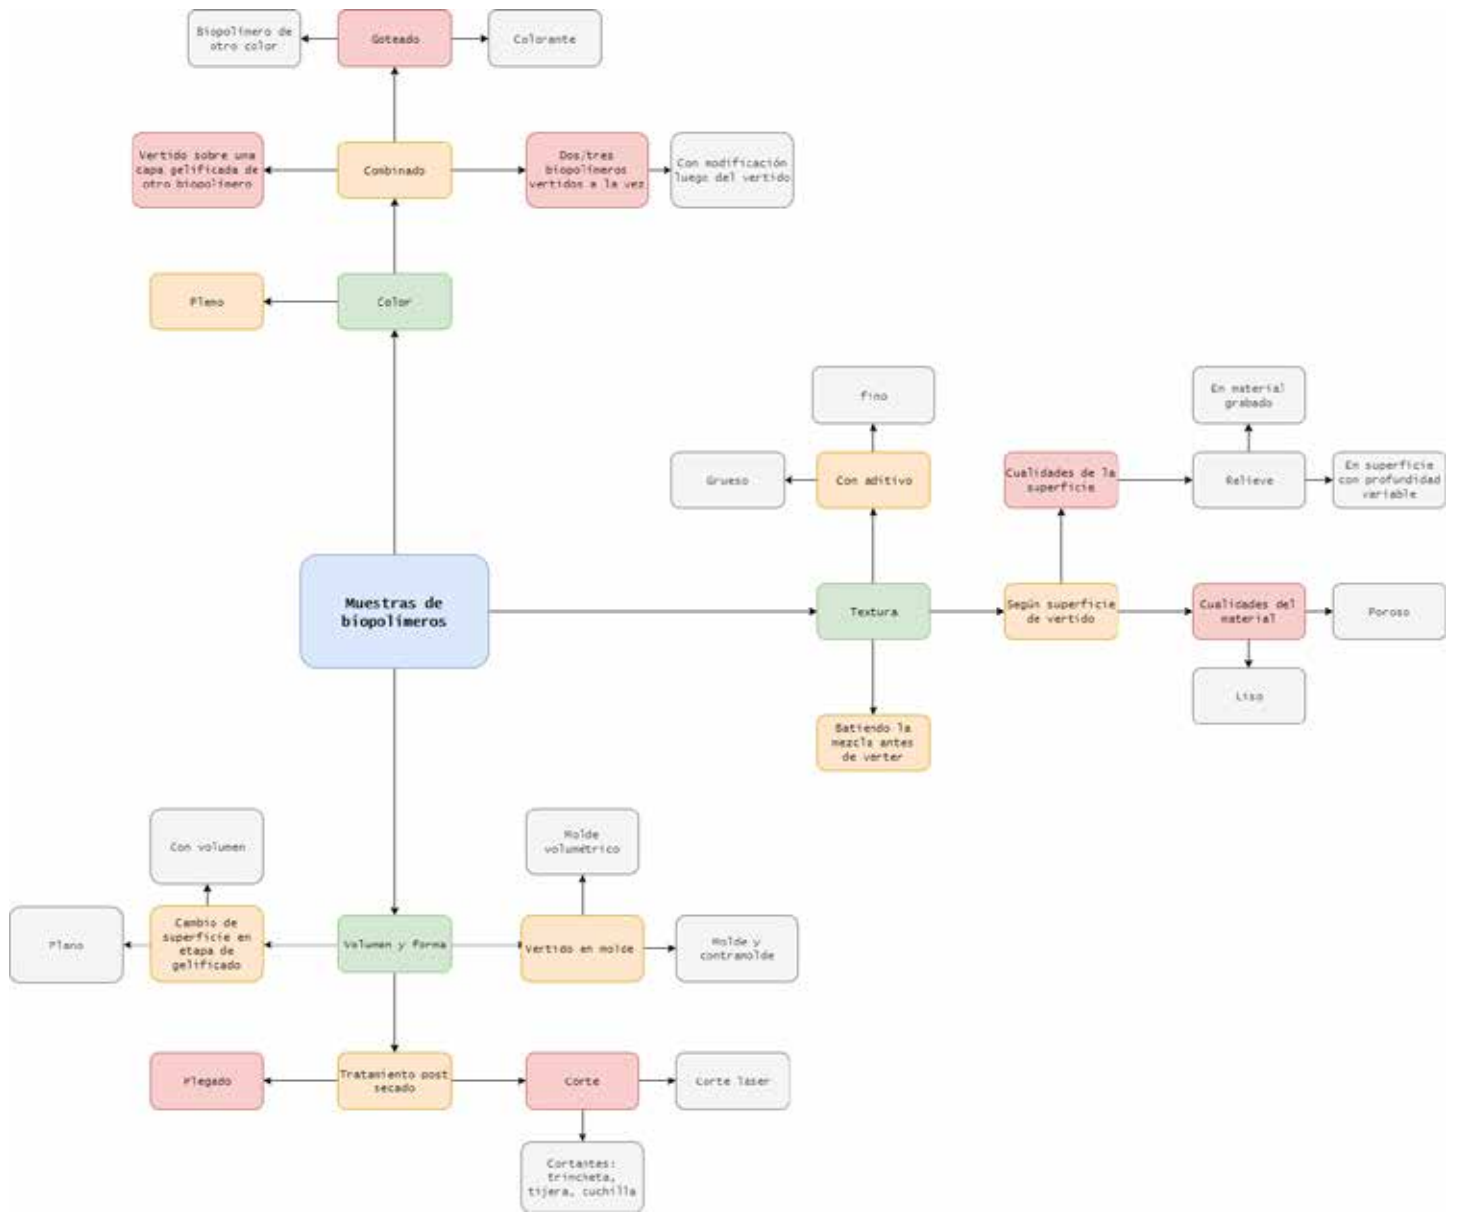 Biopolímero de
otro color
Goteado
Colorante
Vertido sobre una
capa gelificada de
otro biopolímero
Combinado
Dos/tres
biopolímeros
vertidos a la vez
Con modificación
luego del vertido
Pleno
Color
fino
En material
grabado
Grueso
Con aditivo
Cualidades de la
superficie
Relieve
En superficie
con profundidad
variable
Muestras de
biopolímeros
Textura
Según superficie
de vertido
Cualidades del
material
Poroso
Liso
Batiendo la
mezcla antes
de verter
Con volumen
Molde
volumétrico
Plano
Cambio de
superficie en
etapa de
gelificado
Volumen y forma
Vertido en molde
Molde y
contramolde
Plegado
Tratamiento post
secado
Corte
Corte láser
Cortantes:
trincheta,
tijera, cuchilla